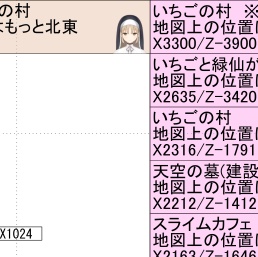 の村
はもっと北東
X1024
いちごの村 ※
地図上の位置
X3300/Z-3900
いちごと緑仙が
地図上の位置
X2635/Z-3420
いちごの村
地図上の位置
X2316/Z-1791
天空の墓(建設
地図上の位置
X2212/Z-1412
スライムカフェ
地図上の位置
X2163/Z-1646